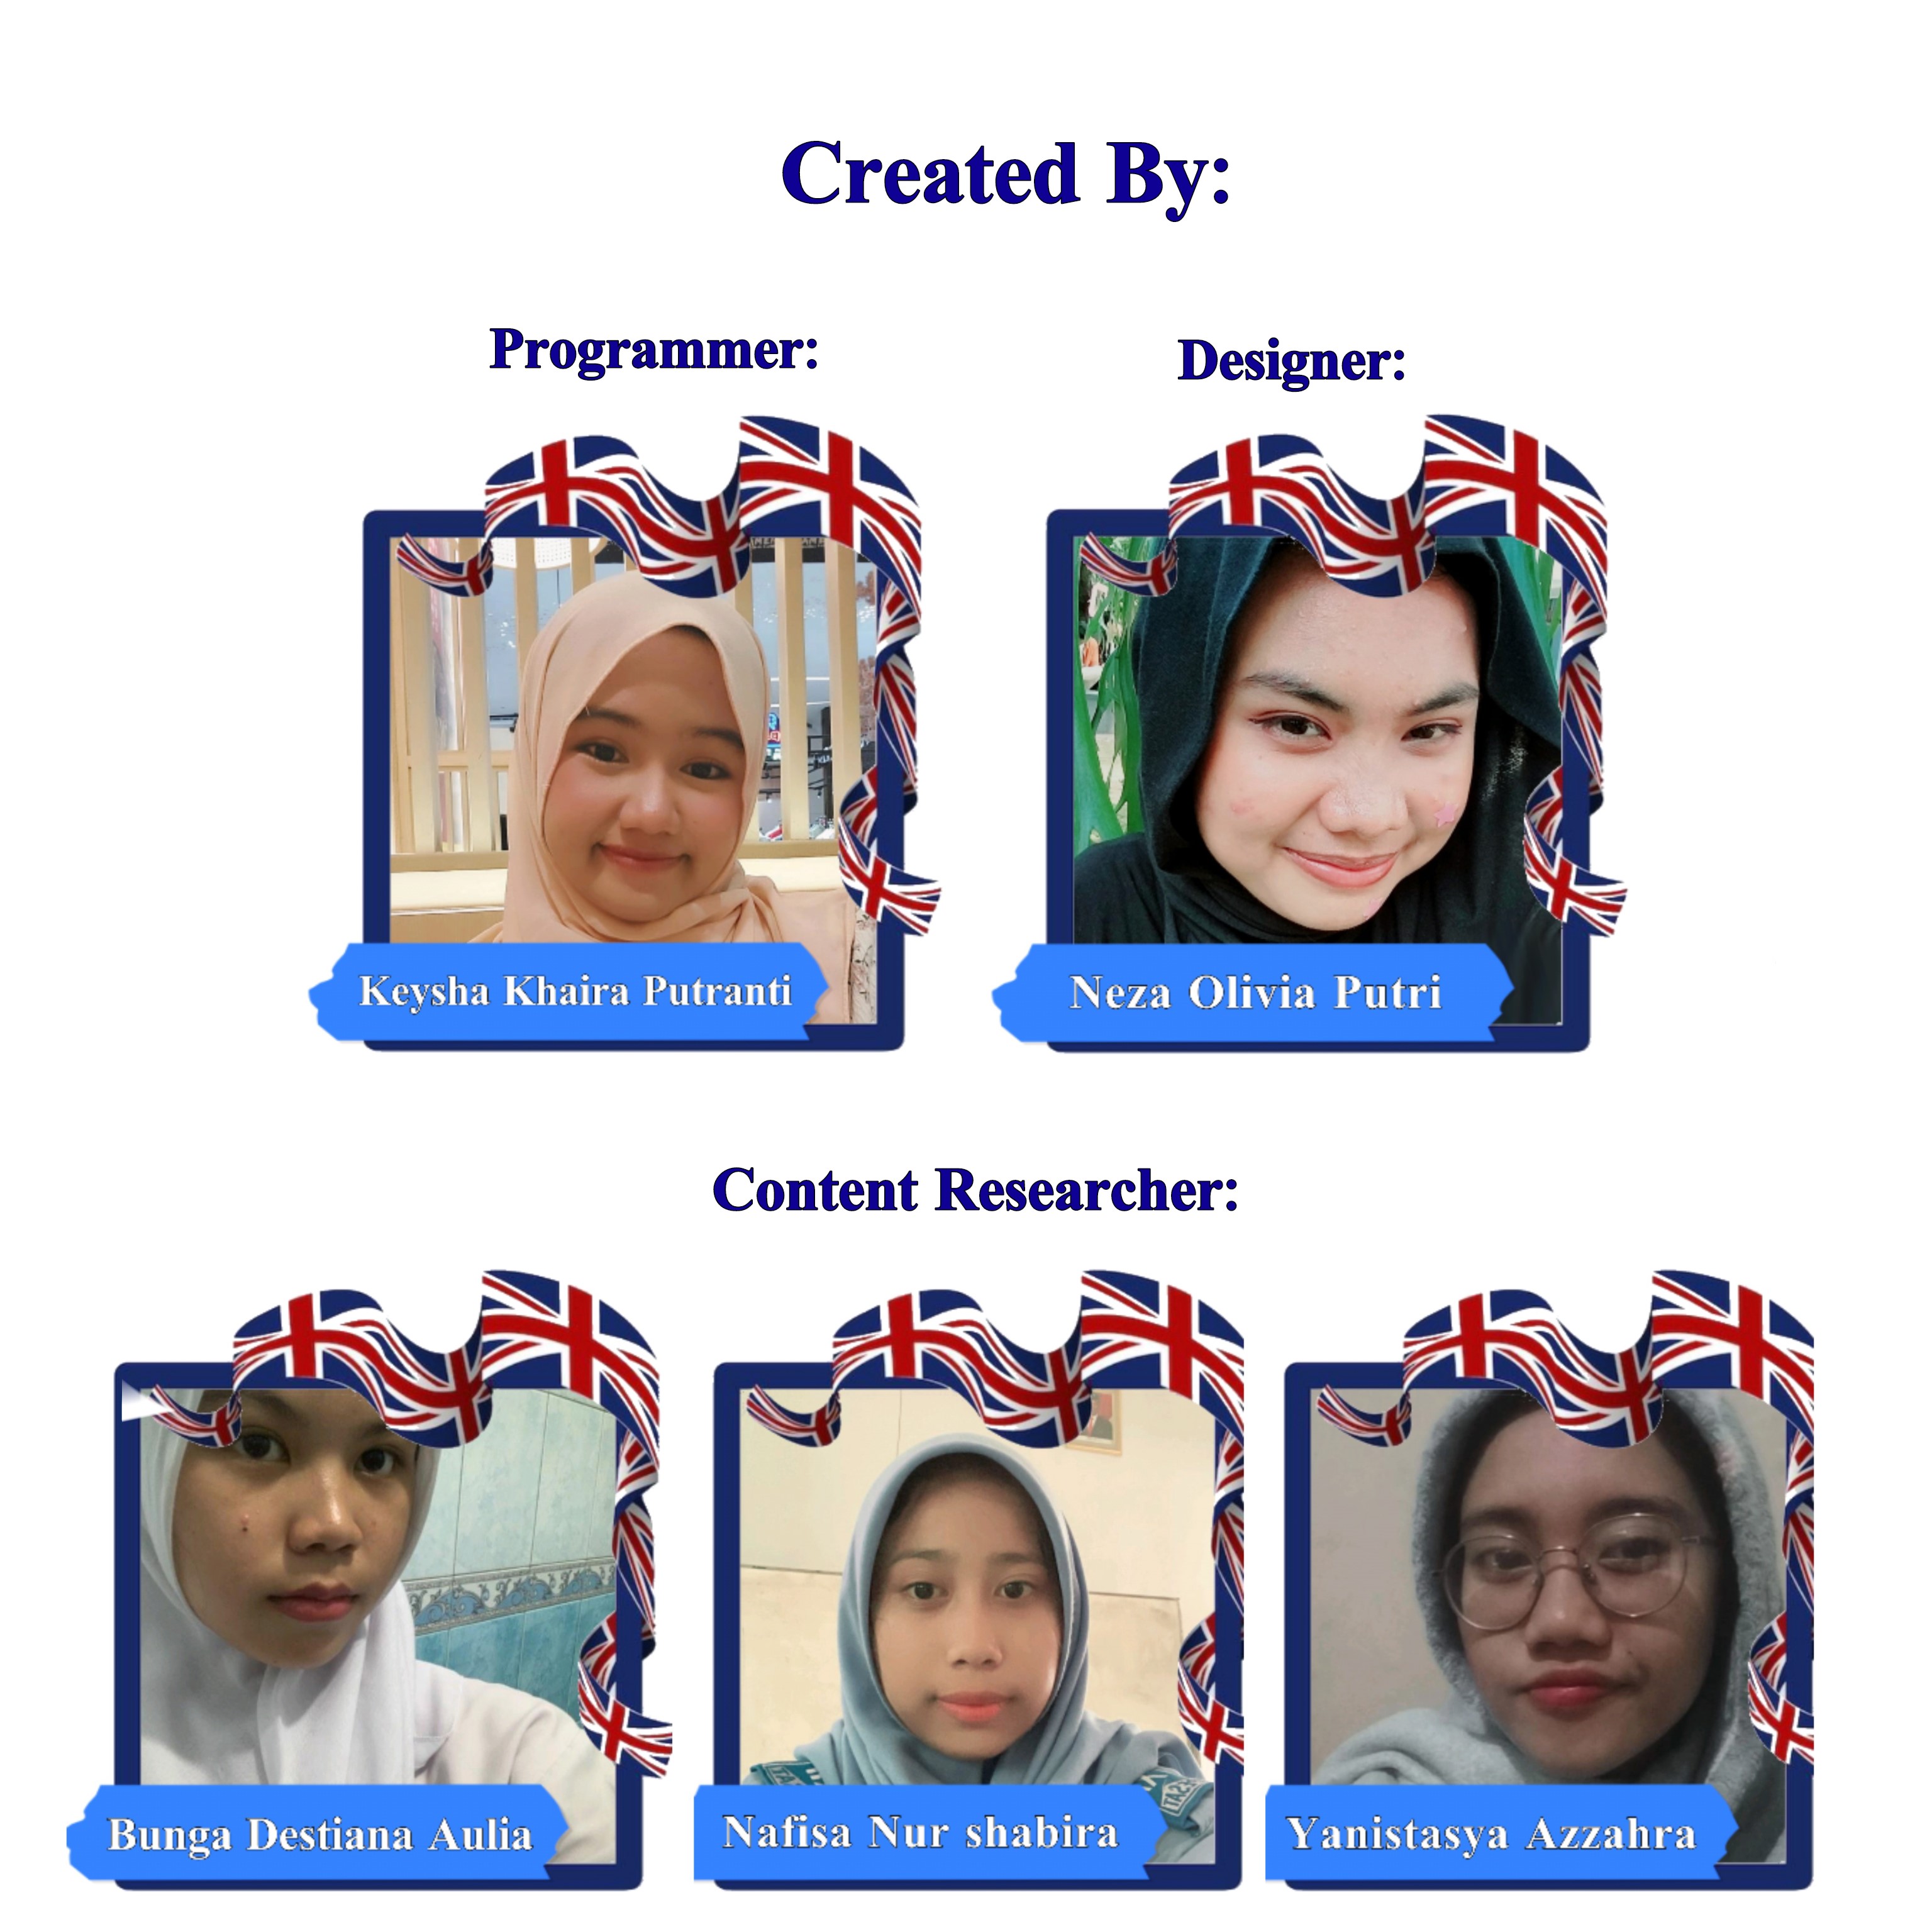 Created By:
Programmer:
Designer:
Keysha Khaira Putranti
Neza Olivia Putri
Content Researcher:
Bunga Destiana Aulia
Nafisa Nur shabira
Yanistasya Azzahra